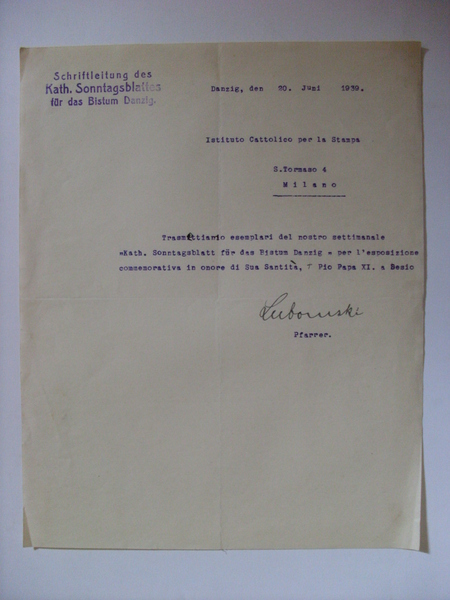 Schriftleitung des
Kath. Sonntagsblattes
für das Bistum Danzig.
Danzig, den 20. Juni 1939.
Istituto Cattolico per la Stampa
S.Tormaso 4
Milano
Trasmettiamo esemplari del nostro settimanale
»Kath. Sonntagsblatt für das Bistum Danzig « per l'esposizione
commemorativa in onore di Sua Santità, Pio Papa XI. a Besio
Lubomski
Pfarrer.